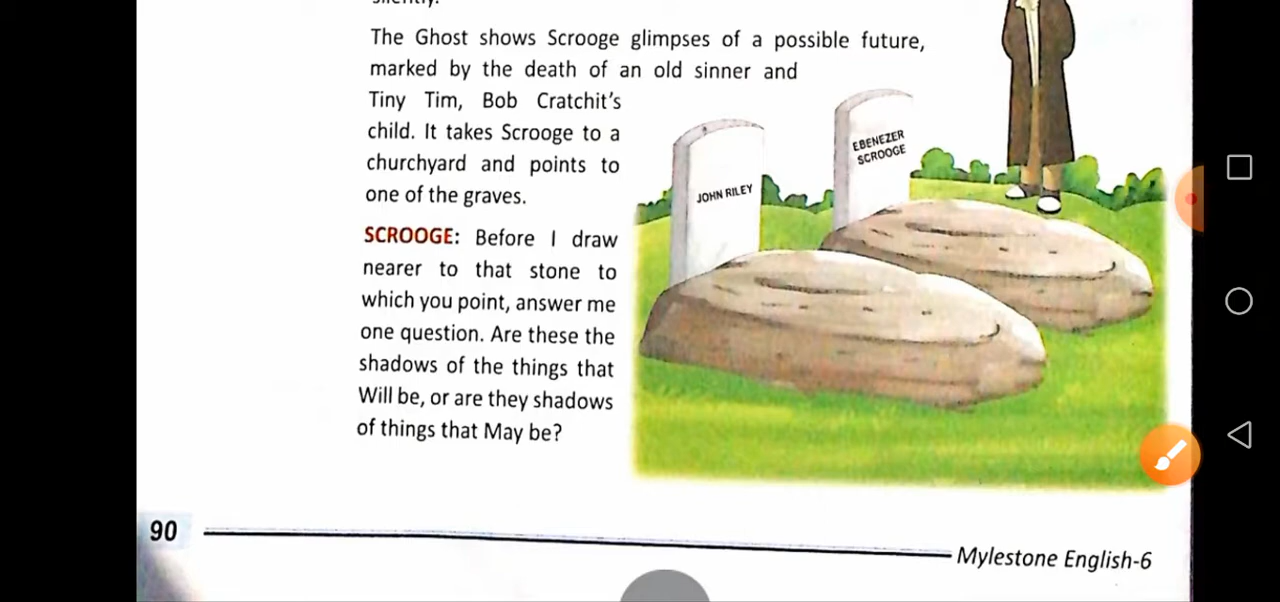 silently.
The Ghost shows Scrooge glimpses of a possible future,
marked by the death of an old sinner and
Tiny Tim, Bob Cratchit's
child. It takes Scrooge to a
churchyard and points to
one of the graves.
SCROOGE: Before I draw
nearer to that stone to
which you point, answer me
one question. Are these the
shadows of the things that
Will be, or are they shadows
of things that May be?
JOHN RILEY
EBENEZER
SCROOGE
90
Mylestone English-6